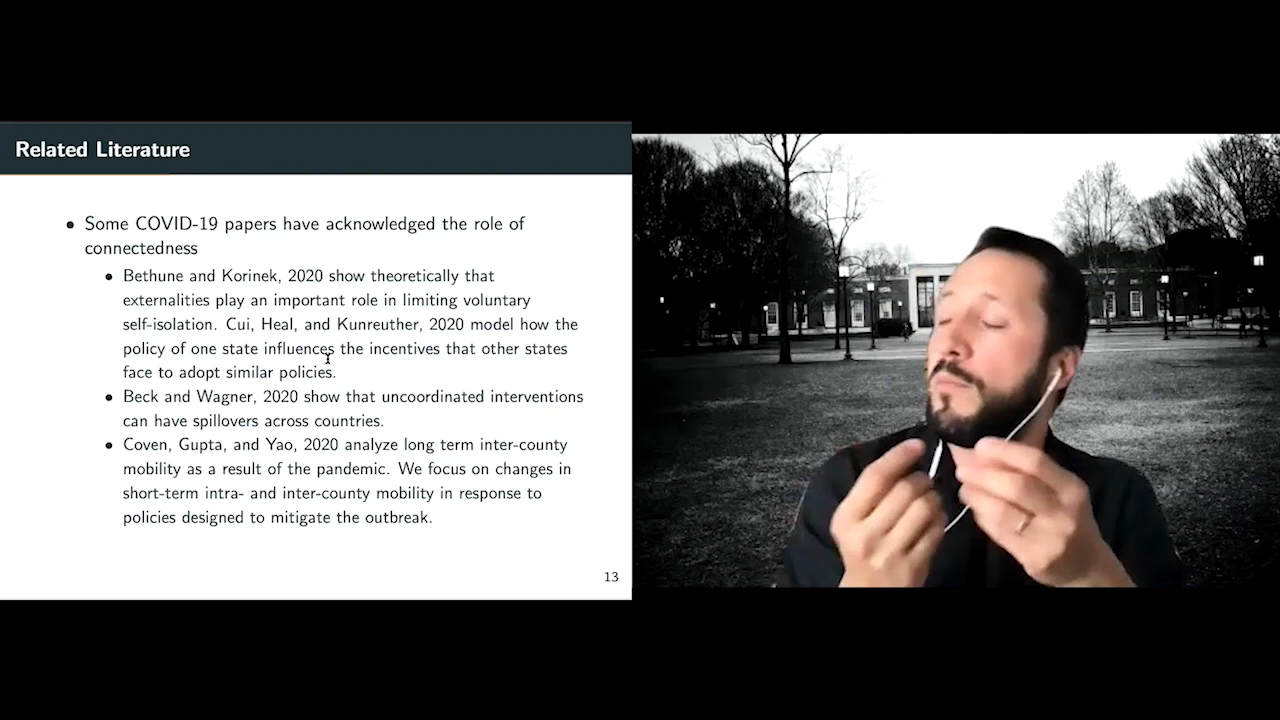 Related Literature
• Some COVID-19 papers have acknowledged the role of
connectedness
• Bethune and Korinek, 2020 show theoretically that
externalities play an important role in limiting voluntary
self-isolation. Cui, Heal, and Kunreuther, 2020 model how the
policy of one state influences the incentives that other states
face to adopt similar policies.
• Beck and Wagner, 2020 show that uncoordinated interventions
can have spillovers across countries.
• Coven, Gupta, and Yao, 2020 analyze long term inter-county
mobility as a result of the pandemic. We focus on changes in
short-term intra- and inter-county mobility in response to
policies designed to mitigate the outbreak.
13